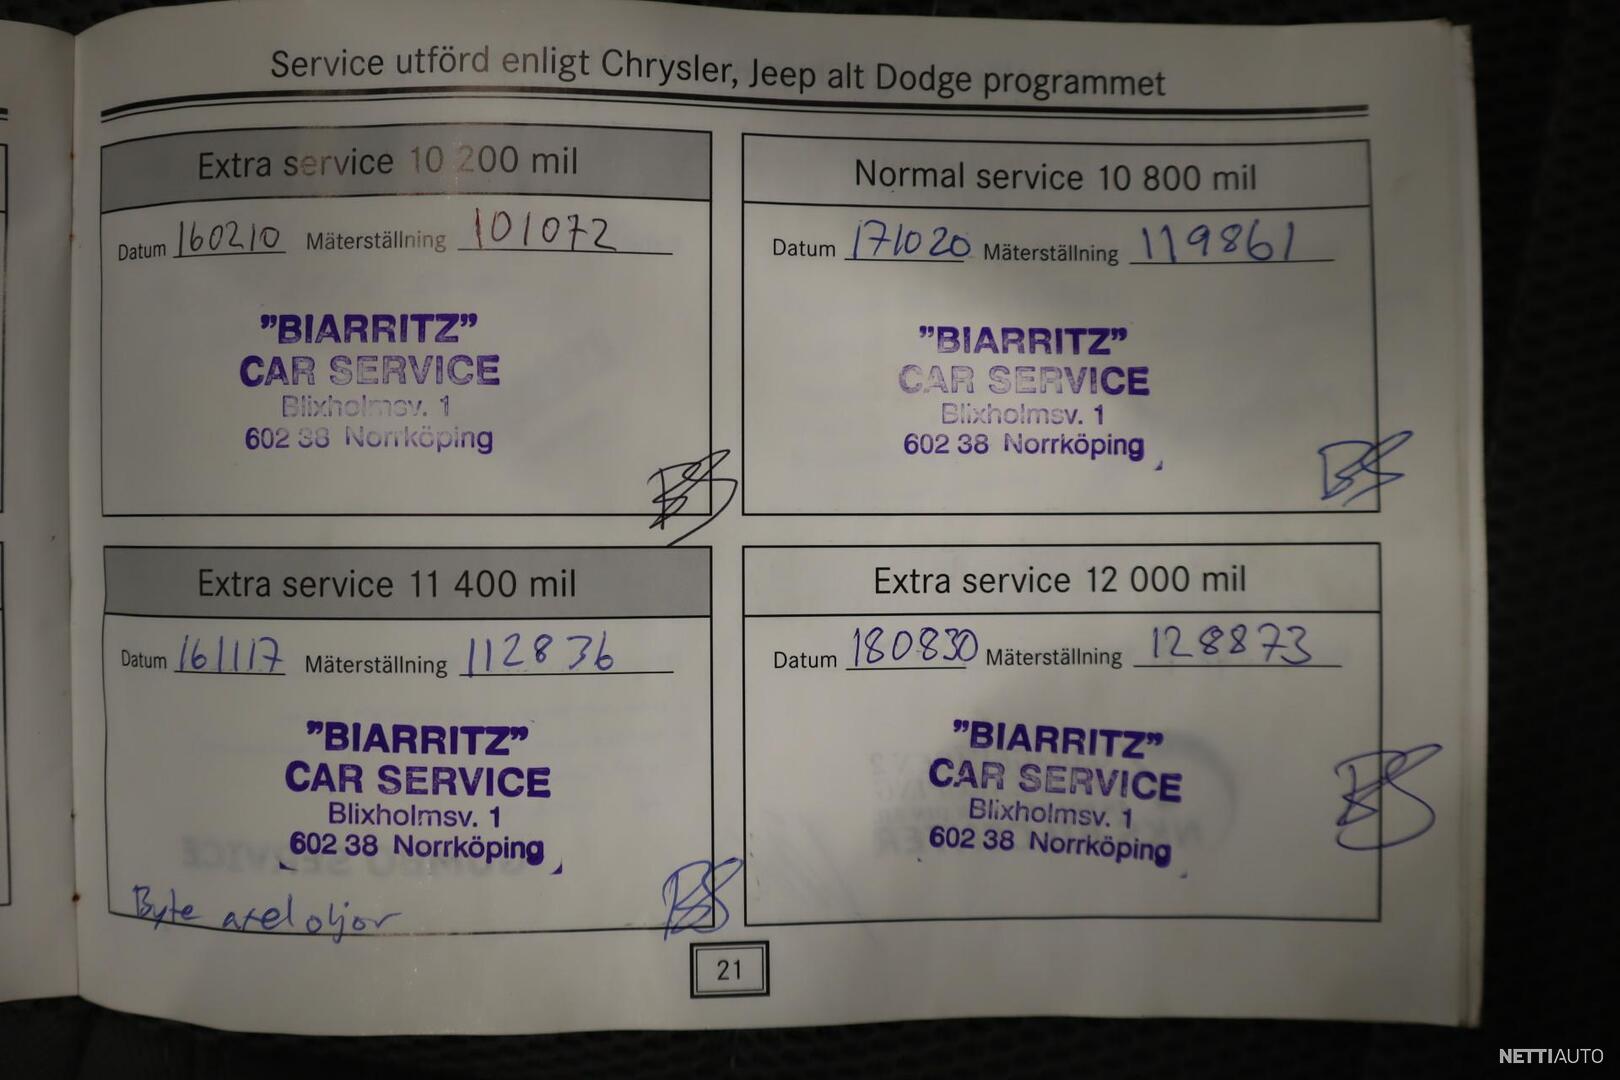 Service utförd enligt Chrysler, Jeep alt Dodge programmet
Extra service 10 200 mil
Datum 160210 Mäterställning 101072
"BIARRITZ"
CAR SERVICE
Blixholmsv. 1
602 38 Norrköping
Normal service 10 800 mil
Datum 171020 Mäterställning 119861
"BIARRITZ"
CAR SERVICE
Blixholmsv. 1
602 38 Norrköping
Extra service 11 400 mil
Datum 161117 Mäterställning 112836
"BIARRITZ"
CAR SERVICE
Blixholmsv. 1
602 38 Norrköping
Byte axel oljor
Extra service 12 000 mil
Datum 180830 Mäterställning 128873
"BIARRITZ"
CAR SERVICE
Blixholmsv. 1
602 38 Norrköping
21
NETTIAUTO